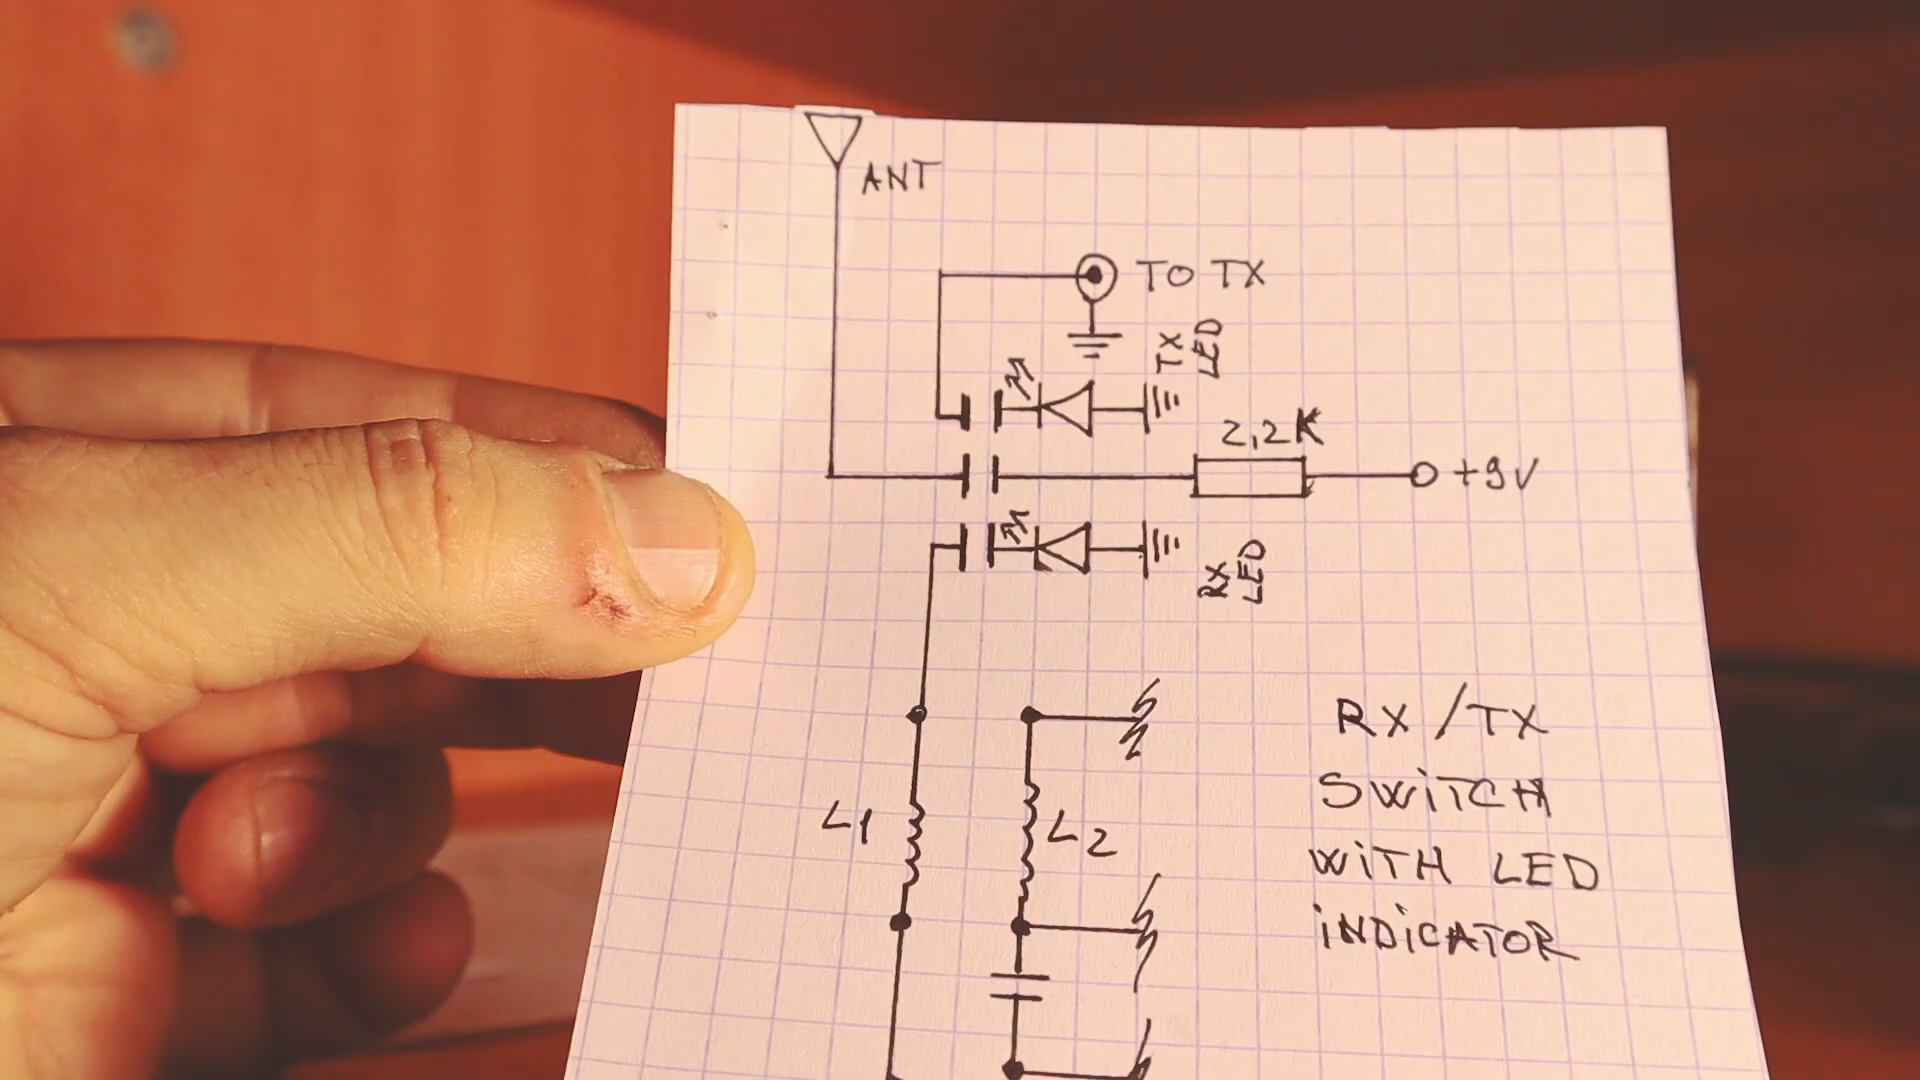 ANT
TO TX
TX
LED
2,2K
+9V
RX
LED
L1
L2
RX/TX
SWiTCH
WiTH LED
iNDiCATOR